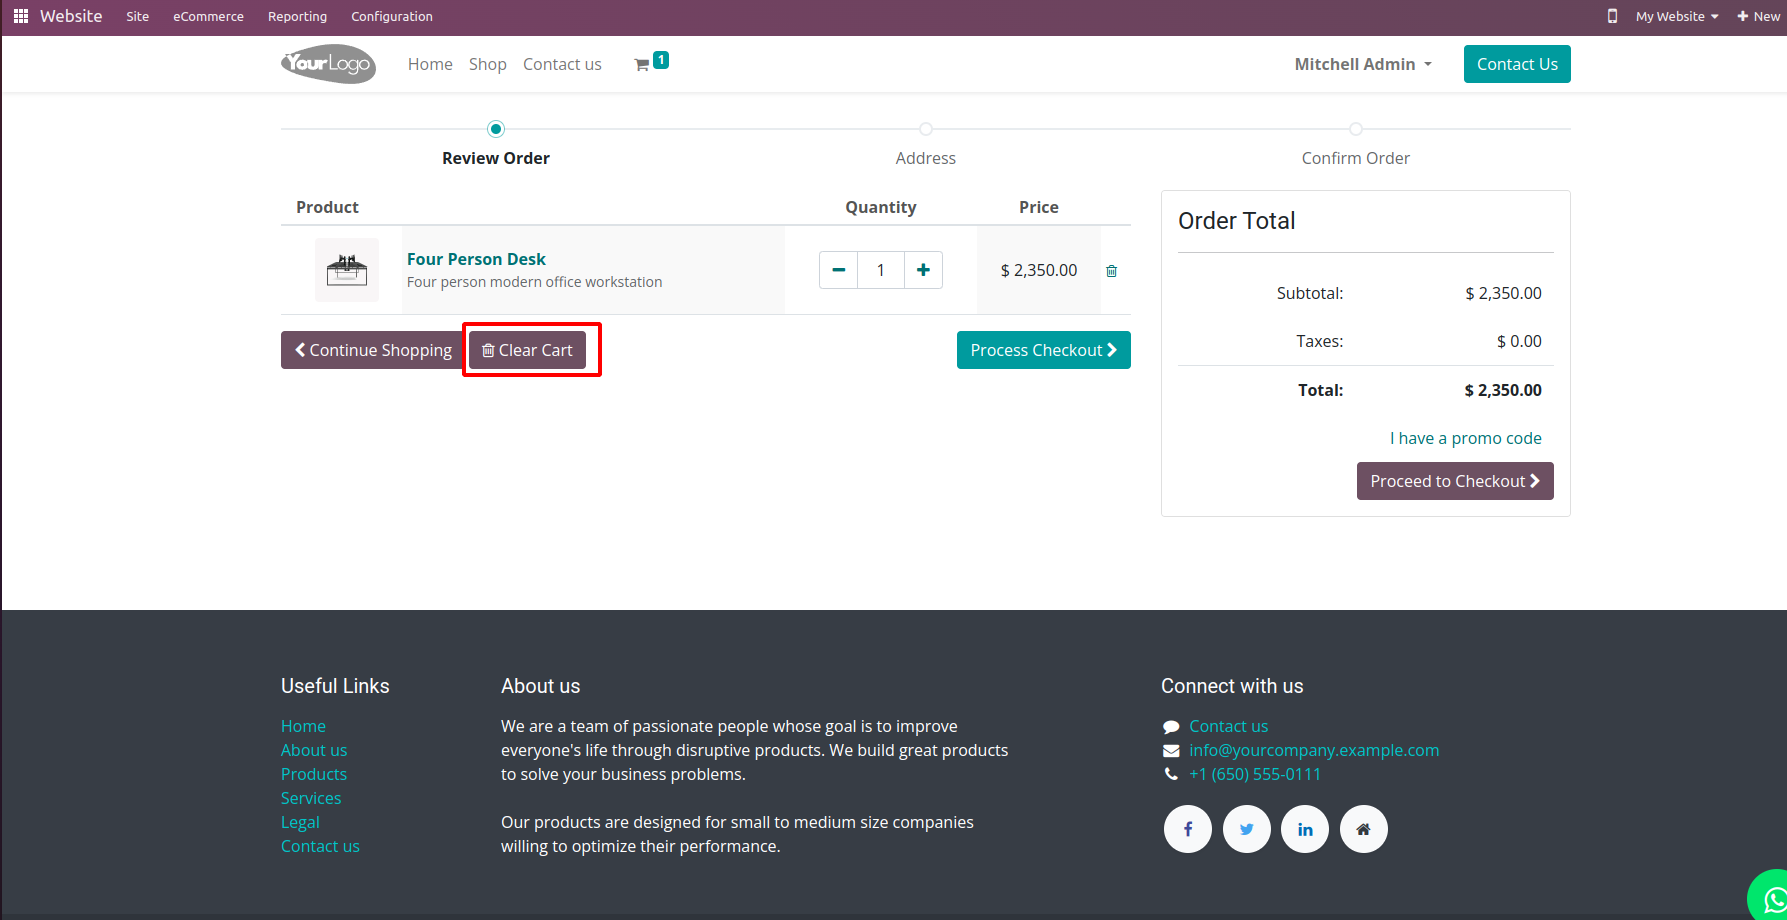 Website Site eCommerce Reporting Configuration My Website New
YourLogo Home Shop Contact us 1 Mitchell Admin Contact Us
Review Order Address Confirm Order
Product Quantity Price
Four Person Desk
Four person modern office workstation
1
$ 2,350.00
Continue Shopping Clear Cart Process Checkout
Order Total
Subtotal: $ 2,350.00
Taxes: $ 0.00
Total: $ 2,350.00
I have a promo code
Proceed to Checkout
Useful Links
Home
About us
Products
Services
Legal
Contact us
About us
We are a team of passionate people whose goal is to improve
everyone's life through disruptive products. We build great products
to solve your business problems.
Our products are designed for small to medium size companies
willing to optimize their performance.
Connect with us
Contact us
info@yourcompany.example.com
+1 (650) 555-0111